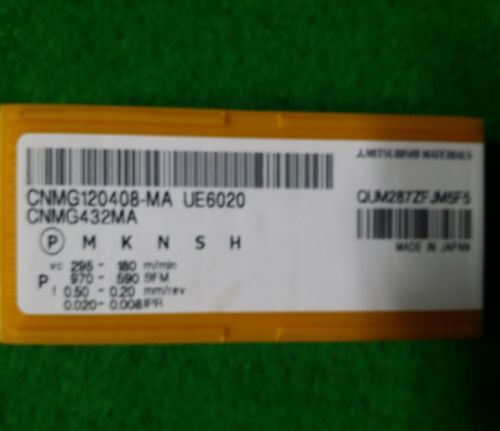 MITSUBISHI MATERIALS
CNMG120408-MA UE6020
CNMG432MA
QUM287ZFJM5F5
MADE IN JAPAN
P M K N S H
P
vc 295 - 180 m/min
970 - 590 SFM
f 0.50 - 0.20 mm/rev
0.020 - 0.008 IPR